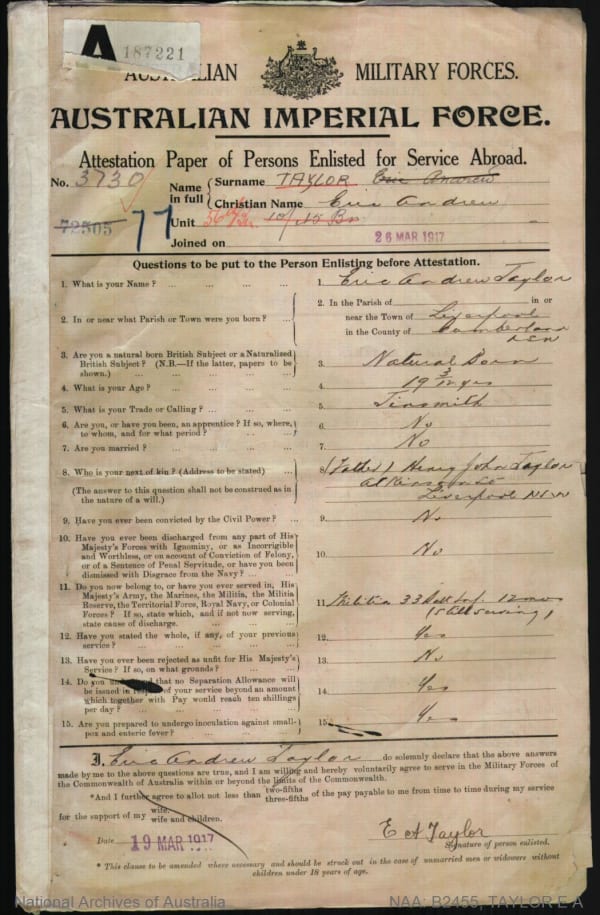 A
187221
AUSTRALIAN MILITARY FORCES.
AUSTRALIAN IMPERIAL FORCE.
Attestation Paper of Persons Enlisted for Service Abroad.
No. 3730
72505 77
Name in full { Surname TAYLOR Eric Andrew
Christian Name Eric Andrew
Unit 56th Bn 10/ 15 Bn
Joined on 26 MAR 1917
Questions to be put to the Person Enlisting before Attestation.
1. What is your Name ? ... ... ... ... 1. Eric Andrew Taylor
2. In or near what Parish or Town were you born ? ... 2. In the Parish of in or
near the Town of Liverpool
in the County of Cumberland
NSW
3. Are you a natural born British Subject or a Naturalized
British Subject ? (N.B.—If the latter, papers to be
shown.) ... ... 3. Natural Born
4. What is your Age ? ... ... ... ... 4. 19 3/12 yrs
5. What is your Trade or Calling ? ... ... ... 5. Tinsmith
6. Are you, or have you been, an apprentice ? If so, where,
to whom, and for what period ? ... ... 6. No
7. Are you married ? ... ... ... ... 7. No
8. Who is your next of kin ? (Address to be stated) ... 8. (Father) Henry John Taylor
(The answer to this question shall not be construed as in
the nature of a will.)
Atkinson St
Liverpool NSW
9. Have you ever been convicted by the Civil Power ? ... 9. No
10. Have you ever been discharged from any part of His
Majesty's Forces with Ignominy, or as Incorrigible
and Worthless, or on account of Conviction of Felony,
or of a Sentence of Penal Servitude, or have you been
dismissed with Disgrace from the Navy ? ... ... 10. No
11. Do you now belong to, or have you ever served in, His
Majesty's Army, the Marines, the Militia, the Militia
Reserve, the Territorial Force, Royal Navy, or Colonial
Forces ? If so, state which, and if not now serving,
state cause of discharge. ... ... ... 11. Militia 33 Batt Inf. 12 mos
(still serving)
12. Have you stated the whole, if any, of your previous
service ? ... ... ... ... 12. Yes
13. Have you ever been rejected as unfit for His Majesty's
Service ? If so, on what grounds ? ... ... 13. No
14. Do you that no Separation Allowance will
be issued in of your service beyond an amount
which together with Pay would reach ten shillings
per day ? ... ... ... ... 14. Yes
15. Are you prepared to undergo inoculation against small-
pox and enteric fever ? ... ... ... 15. Yes
I, Eric Andrew Taylor do solemnly declare that the above answers
made by me to the above questions are true, and I am willing and hereby voluntarily agree to serve in the Military Forces of
the Commonwealth of Australia within or beyond the limits of the Commonwealth.
*And I further agree to allot not less than two-fifths three-fifths of the pay payable to me from time to time during my service
for the support of my wife. wife and children.
Date 19 MAR 1917
E A Taylor
Signature of person enlisted.
* This clause to be amended where necessary and should be struck out in the case of unmarried men or widowers without
children under 18 years of age.
National Archives of Australia NAA: B2455, TAYLOR E A